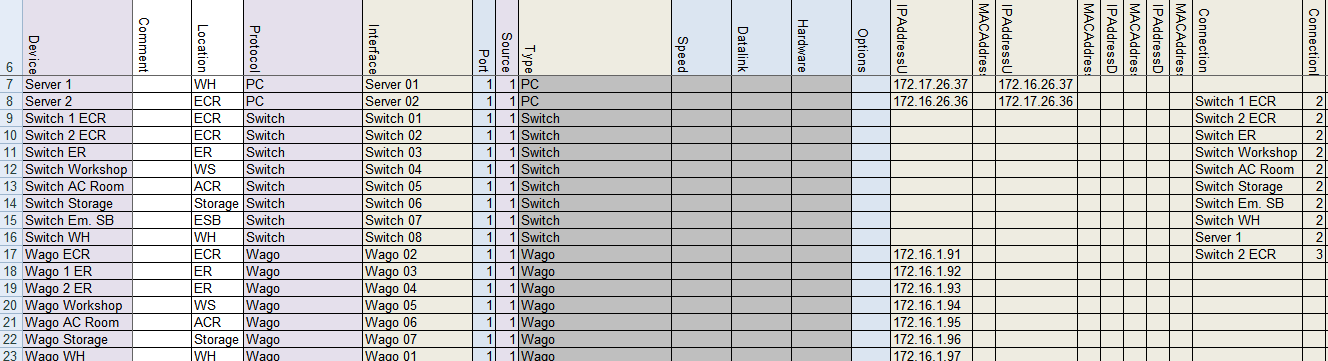 6 Device Comment Location Protocol Interface Port Source Type Speed Datalink Hardware Options IPAddressU MACAddress IPAddressU MACAddress IPAddressD MACAddress IPAddressD MACAddress Connection
7 Server 1 WH PC Server 01 1 1 PC 172.17.26.37 172.16.26.37
8 Server 2 ECR PC Server 02 1 1 PC 172.16.26.36 172.17.26.36 Switch 1 ECR 2
9 Switch 1 ECR ECR Switch Switch 01 1 1 Switch Switch 2 ECR 2
10 Switch 2 ECR ECR Switch Switch 02 1 1 Switch Switch ER 2
11 Switch ER ER Switch Switch 03 1 1 Switch Switch Workshop 2
12 Switch Workshop WS Switch Switch 04 1 1 Switch Switch AC Room 2
13 Switch AC Room ACR Switch Switch 05 1 1 Switch Switch Storage 2
14 Switch Storage Storage Switch Switch 06 1 1 Switch Switch Em. SB 2
15 Switch Em. SB ESB Switch Switch 07 1 1 Switch Switch WH 2
16 Switch WH WH Switch Switch 08 1 1 Switch Server 1 2
17 Wago ECR ECR Wago Wago 02 1 1 Wago 172.16.1.91 Switch 2 ECR 3
18 Wago 1 ER ER Wago Wago 03 1 1 Wago 172.16.1.92
19 Wago 2 ER ER Wago Wago 04 1 1 Wago 172.16.1.93
20 Wago Workshop WS Wago Wago 05 1 1 Wago 172.16.1.94
21 Wago AC Room ACR Wago Wago 06 1 1 Wago 172.16.1.95
22 Wago Storage Storage Wago Wago 07 1 1 Wago 172.16.1.96
23 Wago WH WH Wago Wago 01 1 1 Wago 172.16.1.97